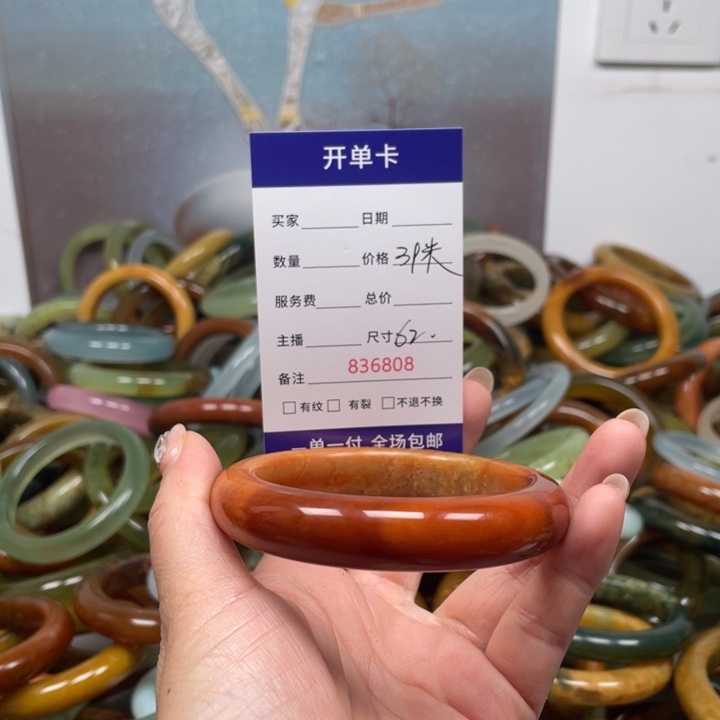 开单卡
买家 日期
数量 价格 39米
服务费 总价
主播 尺寸 62.
836808
备注
有纹 有裂 不退不换
一单一付 全场包邮